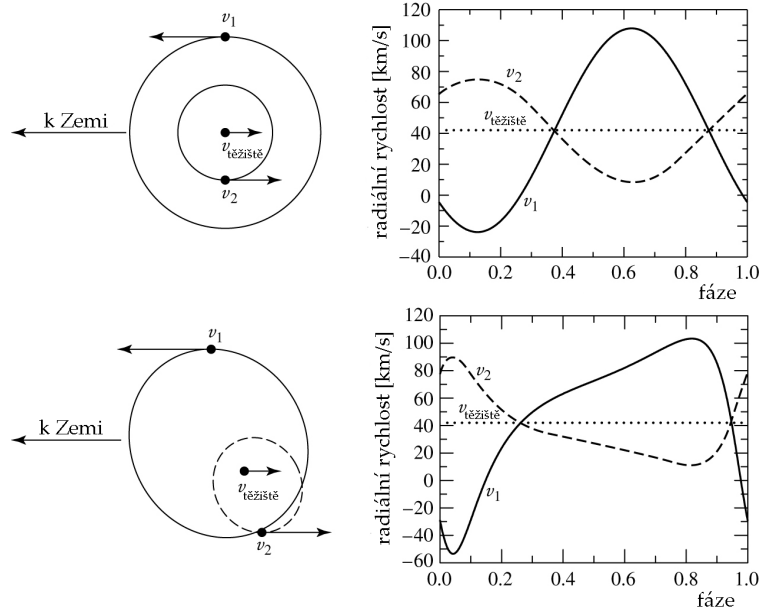 v1
k Zemi
vtěžiště
v2
radiální rychlost [km/s]
120
100
80
60
40
20
0
−20
−40
v2
vtěžiště
v1
0.0 0.2 0.4 0.6 0.8 1.0
fáze
v1
k Zemi
vtěžiště
v2
radiální rychlost [km/s]
120
100
80
60
40
20
0
−20
−40
−60
v2
vtěžiště
v1
0.0 0.2 0.4 0.6 0.8 1.0
fáze